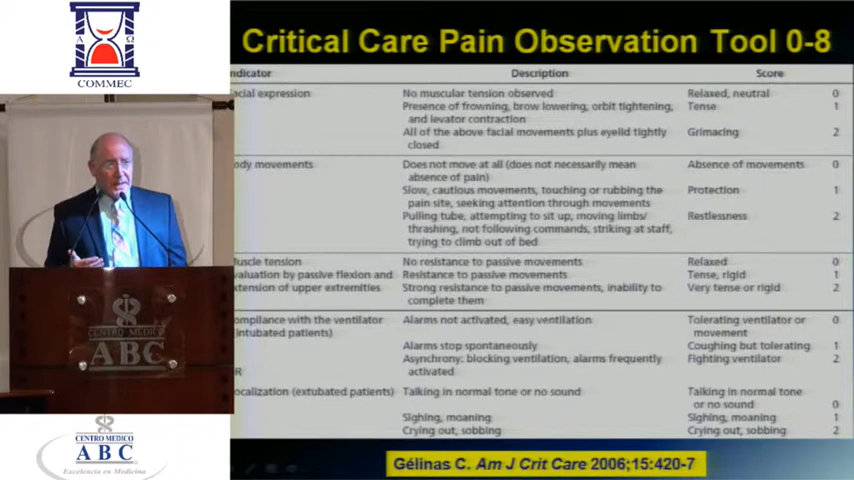 A Ω
COMMEC
CENTRO MEDICO
ABC
CENTRO MEDICO
ABC
Excelencia en Medicina
Critical Care Pain Observation Tool 0-8
ndicator Description Score
acial expression No muscular tension observed Relaxed, neutral 0
Presence of frowning, brow lowering, orbit tightening, Tense 1
and levator contraction
All of the above facial movements plus eyelid tightly Grimacing 2
closed
ody movements Does not move at all (does not necessarily mean Absence of movements 0
absence of pain)
Slow, cautious movements, touching or rubbing the Protection 1
pain site, seeking attention through movements
Pulling tube, attempting to sit up, moving limbs/ Restlessness 2
thrashing, not following commands, striking at staff,
trying to climb out of bed
uscle tension No resistance to passive movements Relaxed 0
valuation by passive flexion and Resistance to passive movements Tense, rigid 1
xtension of upper extremities Strong resistance to passive movements, inability to Very tense or rigid 2
complete them
ompliance with the ventilator Alarms not activated, easy ventilation Tolerating ventilator or 0
(intubated patients) movement
Alarms stop spontaneously Coughing but tolerating 1
Asynchrony: blocking ventilation, alarms frequently Fighting ventilator 2
R activated
ocalization (extubated patients) Talking in normal tone or no sound Talking in normal tone
or no sound 0
Sighing, moaning Sighing, moaning 1
Crying out, sobbing Crying out, sobbing 2
Gélinas C. Am J Crit Care 2006;15:420-7